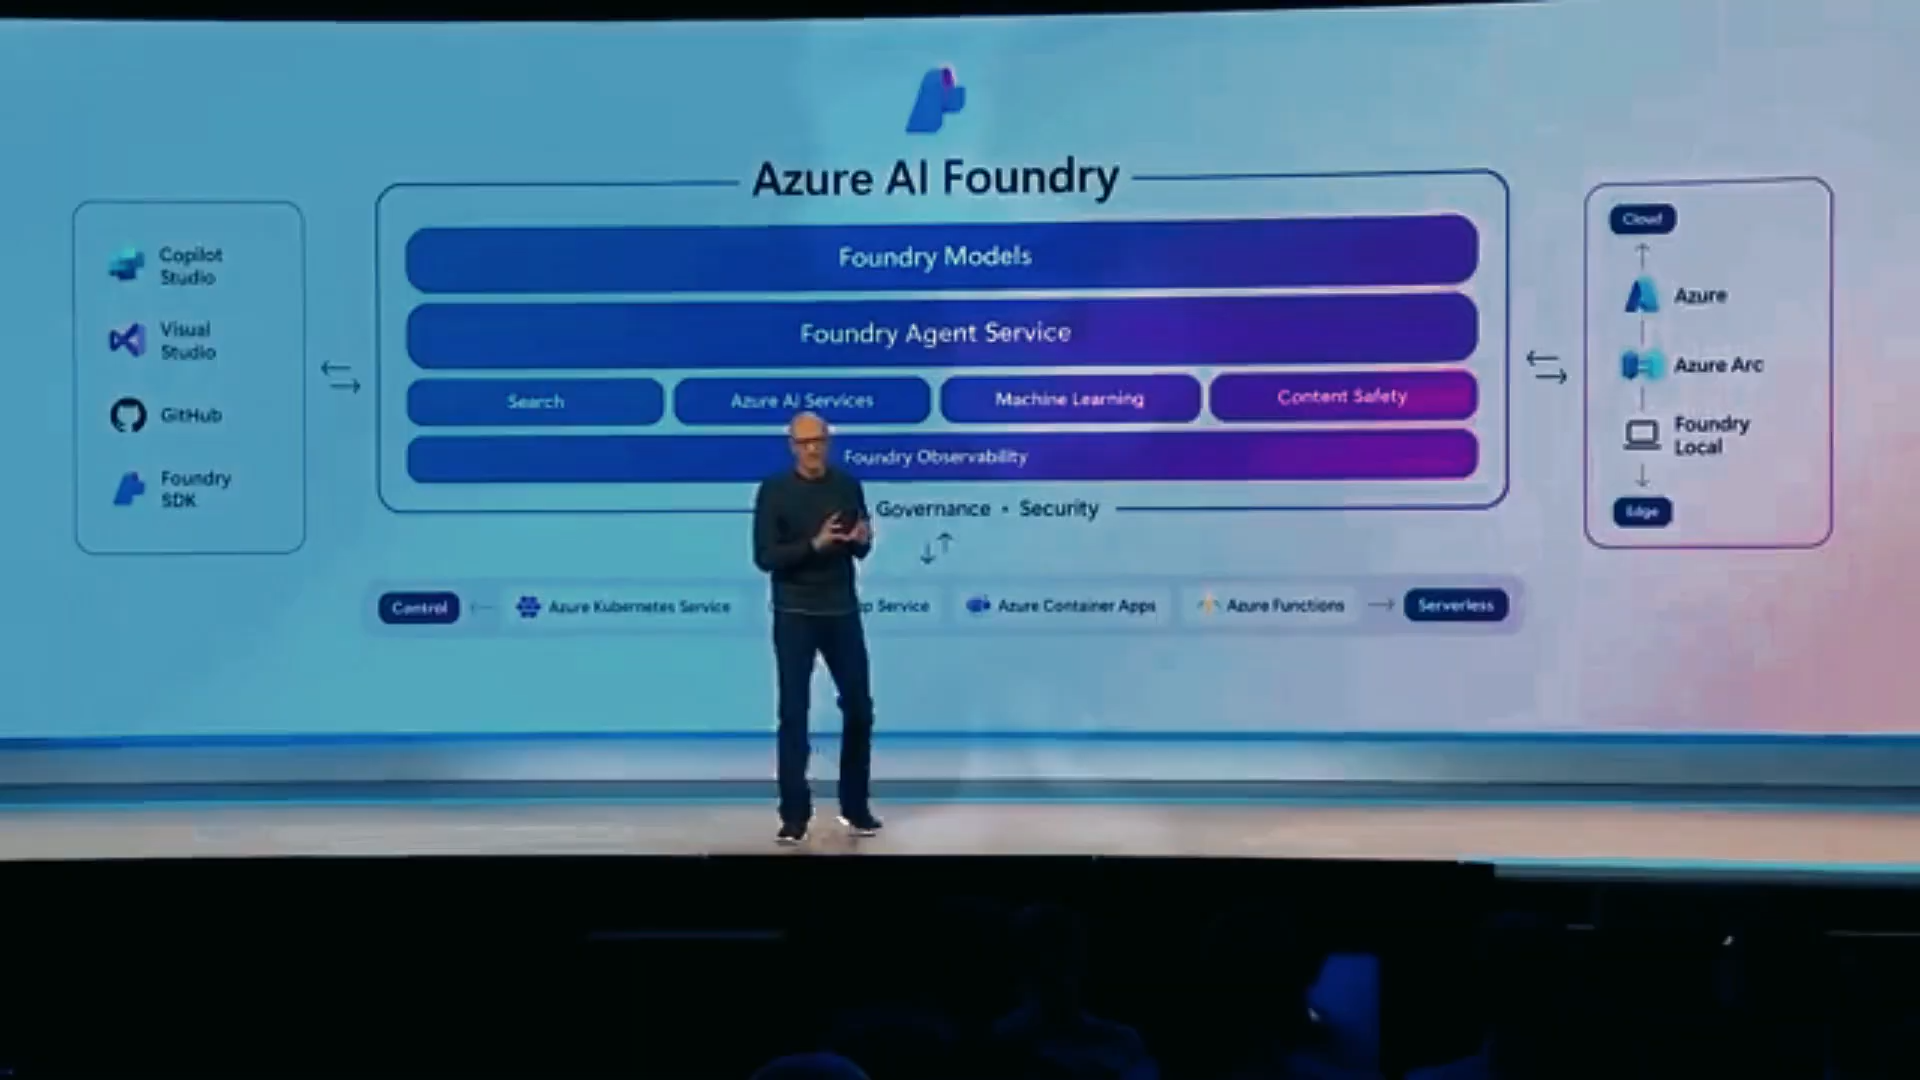 Azure AI Foundry
Copilot
Studio
Visual
Studio
GitHub
Foundry
SDK
Foundry Models
Foundry Agent Service
Search
Azure AI Services
Machine Learning
Content Safety
Foundry Observability
Governance • Security
Cloud
Azure
Azure Arc
Foundry
Local
Edge
Control
Azure Kubernetes Service
Service
Azure Container Apps
Azure Functions
Serverless